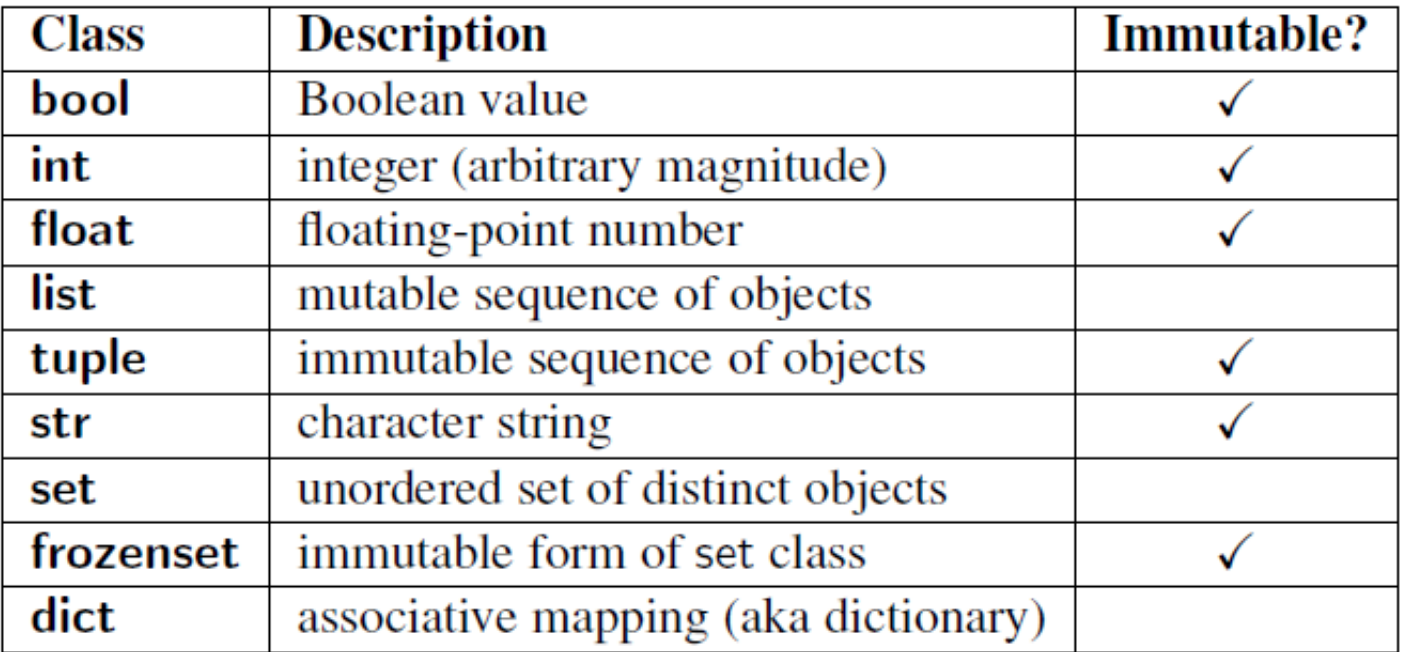 Class Description Immutable?
bool Boolean value ✓
int integer (arbitrary magnitude) ✓
float floating-point number ✓
list mutable sequence of objects
tuple immutable sequence of objects ✓
str character string ✓
set unordered set of distinct objects
frozenset immutable form of set class ✓
dict associative mapping (aka dictionary)